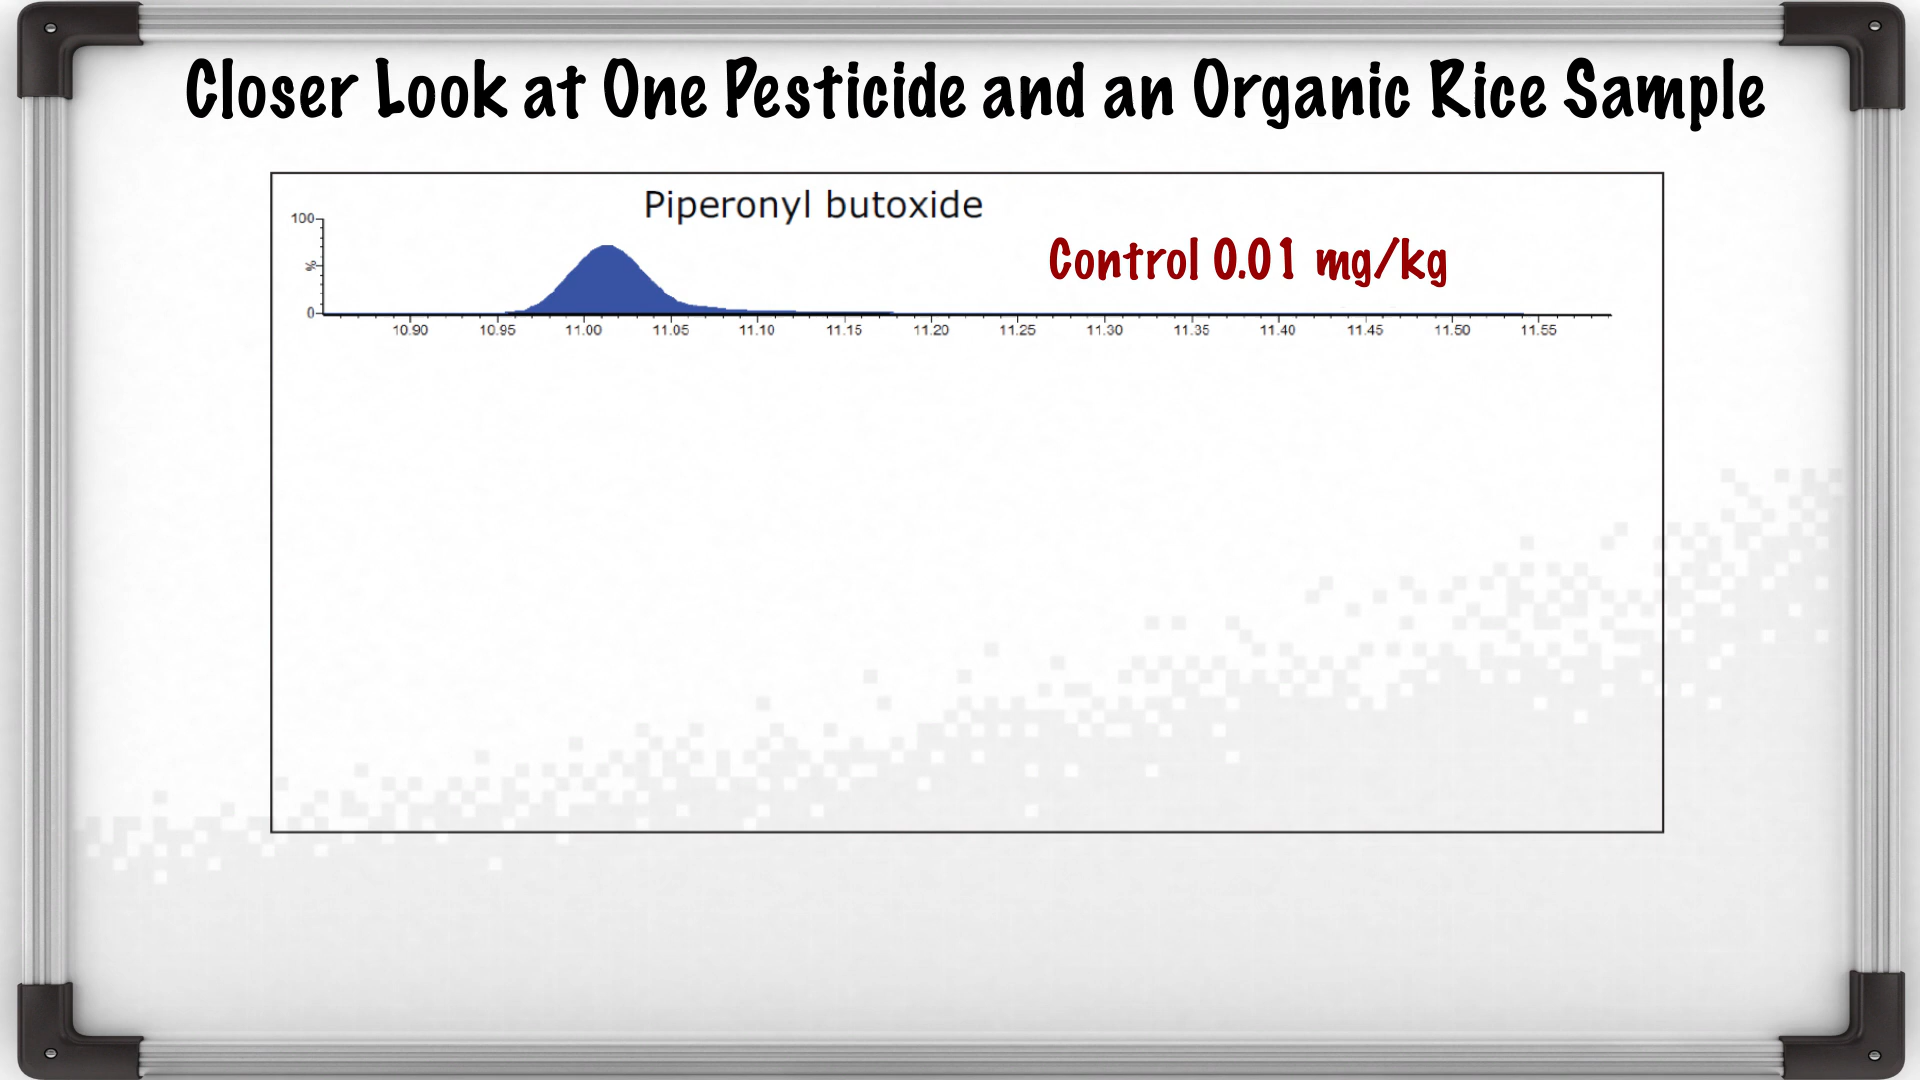 Closer Look at One Pesticide and an Organic Rice Sample
Piperonyl butoxide
Control 0.01 mg/kg
100
%
0
10.90 10.95 11.00 11.05 11.10 11.15 11.20 11.25 11.30 11.35 11.40 11.45 11.50 11.55